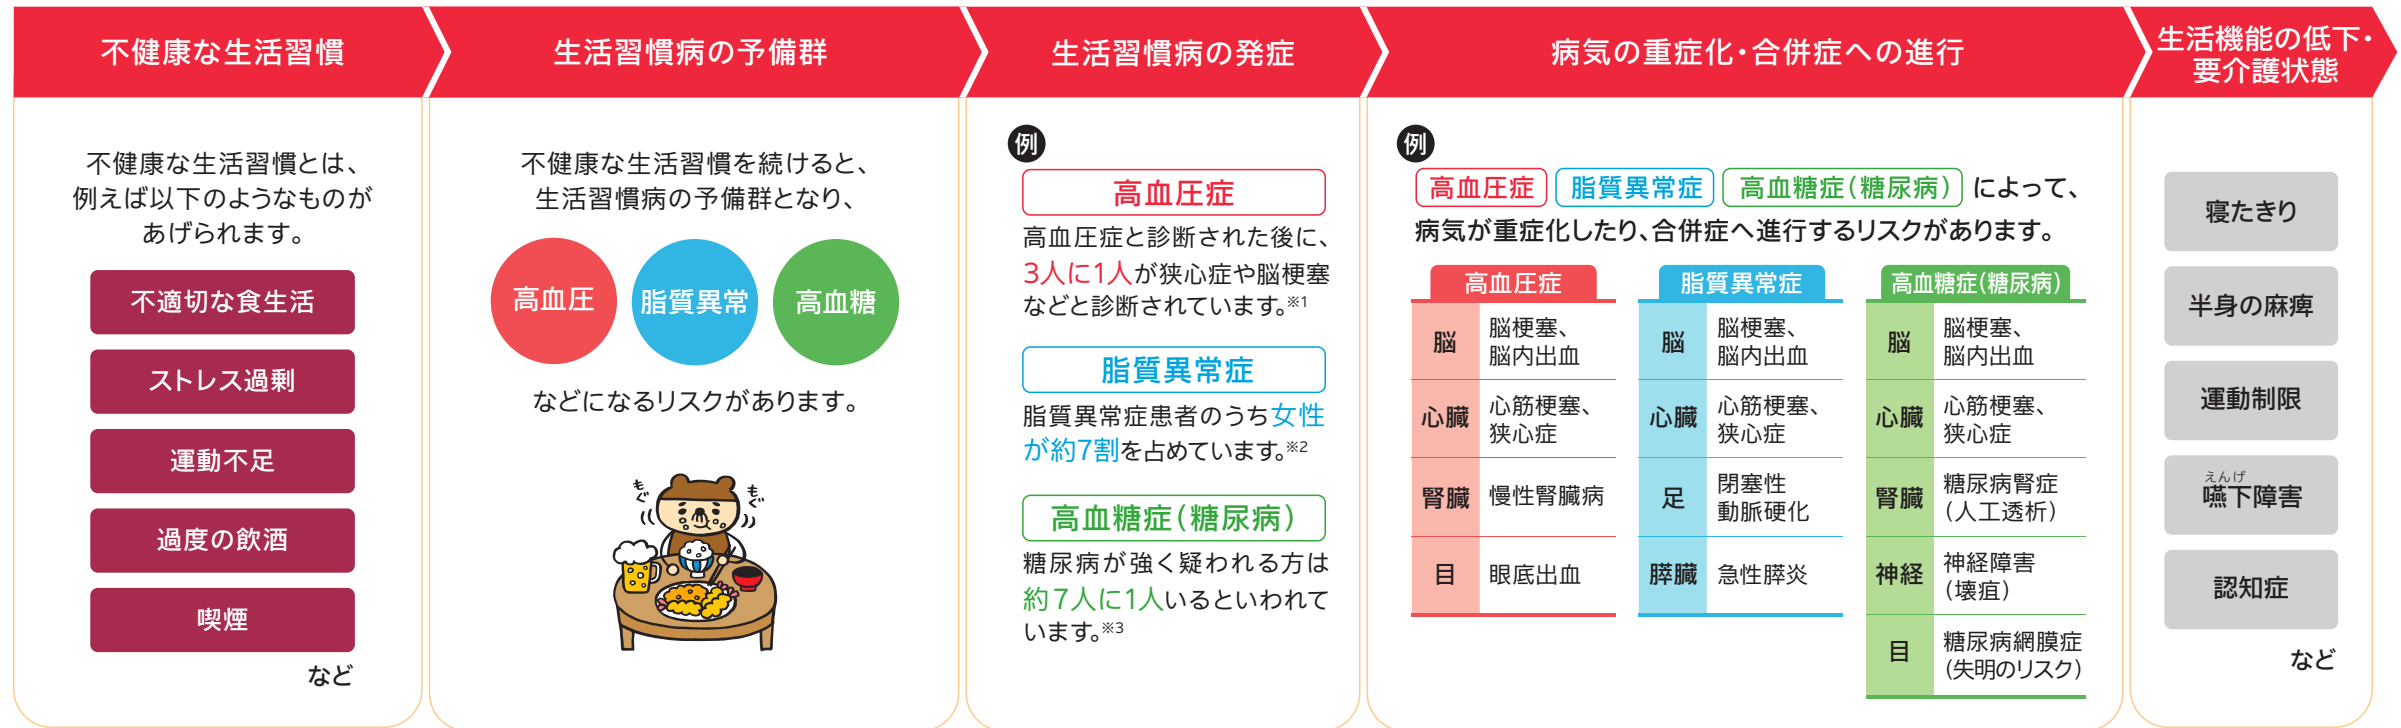 不健康な生活習慣
不健康な生活習慣とは、
例えば以下のようなものが
あげられます。
不適切な食生活
ストレス過剰
運動不足
過度の飲酒
喫煙
など
生活習慣病の予備群
不健康な生活習慣を続けると、
生活習慣病の予備群となり、
高血圧
脂質異常
高血糖
などになるリスクがあります。
もぐ
もぐ
生活習慣病の発症
例
高血圧症
高血圧症と診断された後に、
3人に1人が狭心症や脳梗塞
などと診断されています。※1
脂質異常症
脂質異常症患者のうち女性
が約7割を占めています。※2
高血糖症(糖尿病)
糖尿病が強く疑われる方は
約7人に1人いるといわれて
います。※3
病気の重症化・合併症への進行
例
高血圧症 脂質異常症 高血糖症(糖尿病) によって、
病気が重症化したり、合併症へ進行するリスクがあります。
高血圧症
脳 脳梗塞、
脳内出血
心臓 心筋梗塞、
狭心症
腎臓 慢性腎臓病
目 眼底出血
脂質異常症
脳 脳梗塞、
脳内出血
心臓 心筋梗塞、
狭心症
足 閉塞性
動脈硬化
膵臓 急性膵炎
高血糖症(糖尿病)
脳 脳梗塞、
脳内出血
心臓 心筋梗塞、
狭心症
腎臓 糖尿病腎症
(人工透析)
神経 神経障害
(壊疽)
目 糖尿病網膜症
(失明のリスク)
生活機能の低下・
要介護状態
寝たきり
半身の麻痺
運動制限
えんげ
嚥下障害
認知症
など